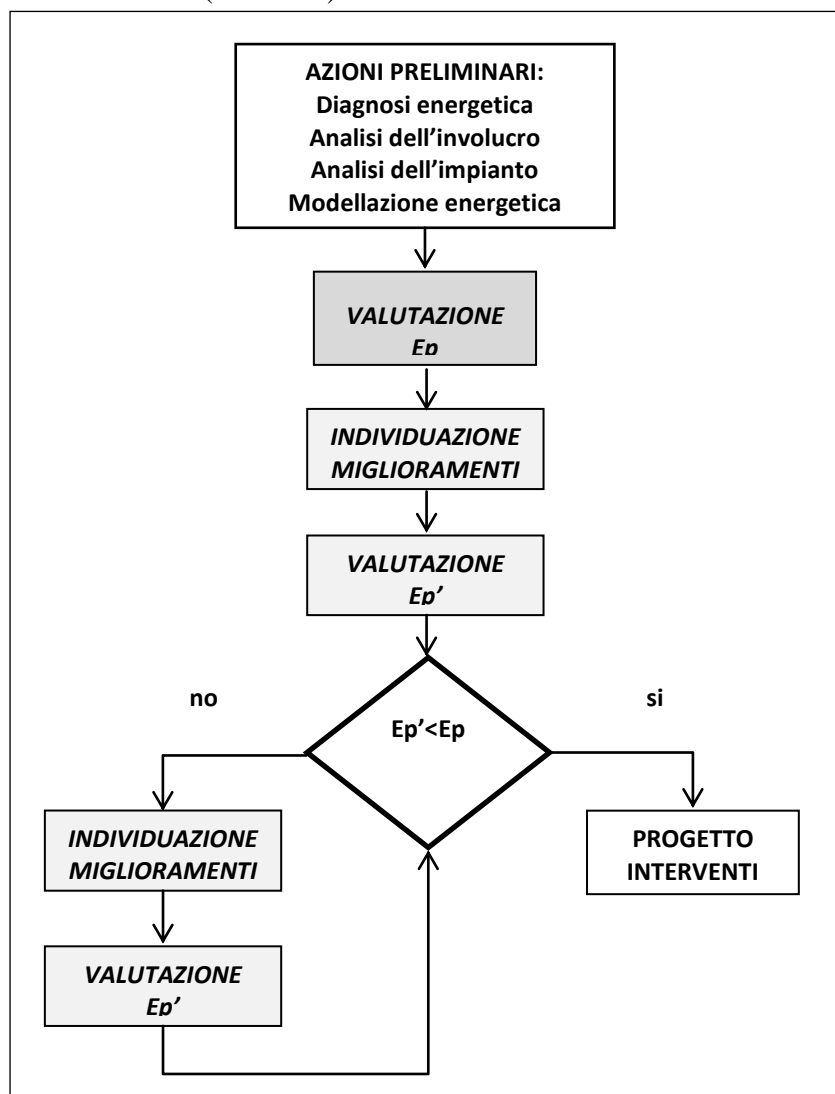 AZIONI PRELIMINARI:
Diagnosi energetica
Analisi dell’involucro
Analisi dell’impianto
Modellazione energetica
VALUTAZIONE
Ep
INDIVIDUAZIONE
MIGLIORAMENTI
VALUTAZIONE
Ep’
no
si
Ep’<Ep
INDIVIDUAZIONE
MIGLIORAMENTI
PROGETTO
INTERVENTI
VALUTAZIONE
Ep’